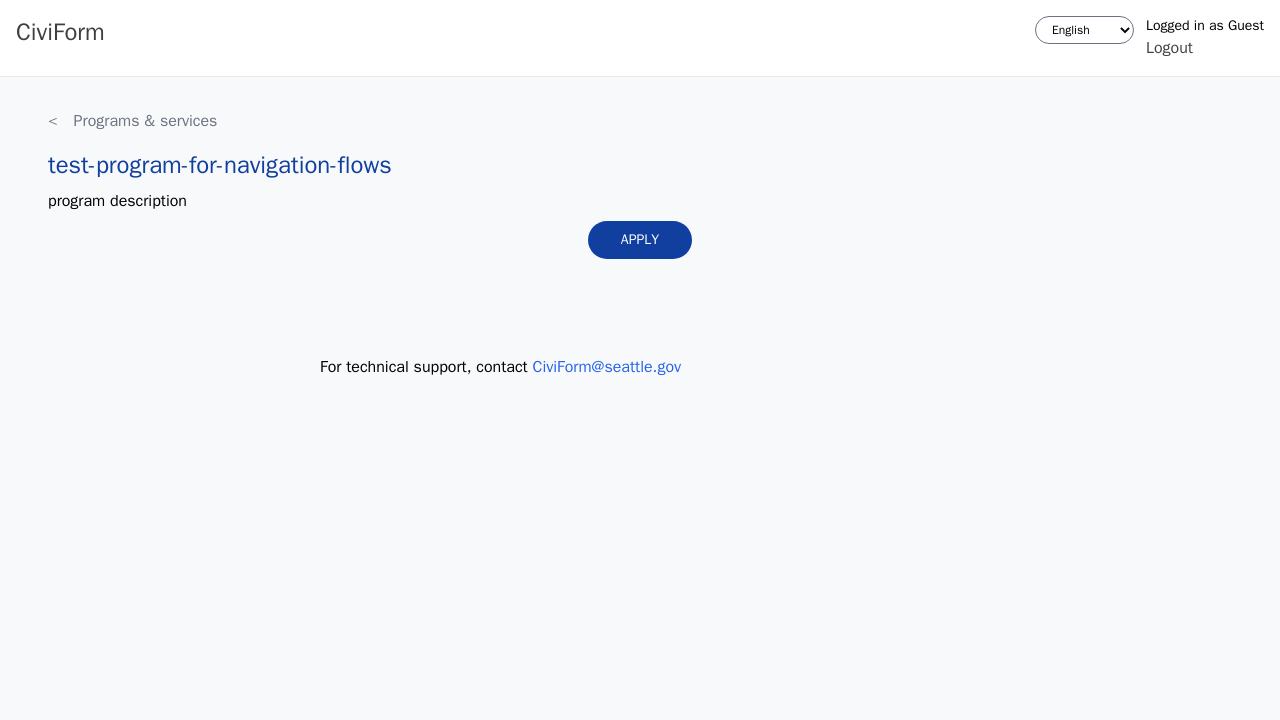 CiviForm
English
Logged in as Guest
Logout
< Programs & services
test-program-for-navigation-flows
program description
APPLY
For technical support, contact CiviForm@seattle.gov